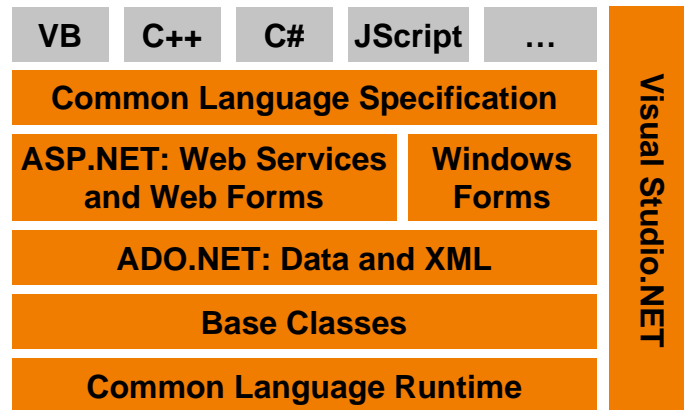 VB C++ C# JScript …
Common Language Specification
ASP.NET: Web Services
and Web Forms
Windows
Forms
ADO.NET: Data and XML
Base Classes
Common Language Runtime
Visual Studio.NET